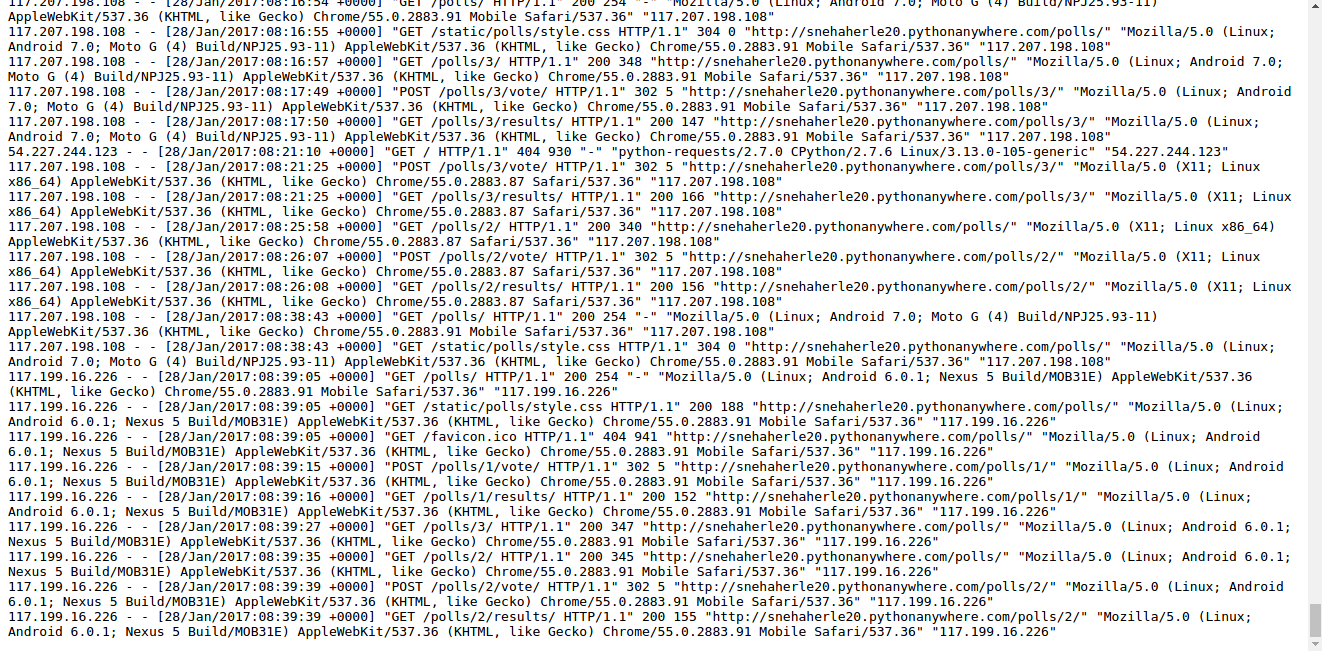 117.207.198.108 - - [28/Jan/2017:08:16:54 +0000] "GET /polls/ HTTP/1.1" 200 254 "-" "Mozilla/5.0 (Linux; Android 7.0; Moto G (4) Build/NPJ25.93-11)
AppleWebKit/537.36 (KHTML, like Gecko) Chrome/55.0.2883.91 Mobile Safari/537.36" "117.207.198.108"
117.207.198.108 - - [28/Jan/2017:08:16:55 +0000] "GET /static/polls/style.css HTTP/1.1" 304 0 "http://snehaherle20.pythonanywhere.com/polls/" "Mozilla/5.0 (Linux;
Android 7.0; Moto G (4) Build/NPJ25.93-11) AppleWebKit/537.36 (KHTML, like Gecko) Chrome/55.0.2883.91 Mobile Safari/537.36" "117.207.198.108"
117.207.198.108 - - [28/Jan/2017:08:16:57 +0000] "GET /polls/3/ HTTP/1.1" 200 348 "http://snehaherle20.pythonanywhere.com/polls/" "Mozilla/5.0 (Linux; Android 7.0;
Moto G (4) Build/NPJ25.93-11) AppleWebKit/537.36 (KHTML, like Gecko) Chrome/55.0.2883.91 Mobile Safari/537.36" "117.207.198.108"
117.207.198.108 - - [28/Jan/2017:08:17:49 +0000] "POST /polls/3/vote/ HTTP/1.1" 302 5 "http://snehaherle20.pythonanywhere.com/polls/3/" "Mozilla/5.0 (Linux; Android
7.0; Moto G (4) Build/NPJ25.93-11) AppleWebKit/537.36 (KHTML, like Gecko) Chrome/55.0.2883.91 Mobile Safari/537.36" "117.207.198.108"
117.207.198.108 - - [28/Jan/2017:08:17:50 +0000] "GET /polls/3/results/ HTTP/1.1" 200 147 "http://snehaherle20.pythonanywhere.com/polls/3/" "Mozilla/5.0 (Linux;
Android 7.0; Moto G (4) Build/NPJ25.93-11) AppleWebKit/537.36 (KHTML, like Gecko) Chrome/55.0.2883.91 Mobile Safari/537.36" "117.207.198.108"
54.227.244.123 - - [28/Jan/2017:08:21:10 +0000] "GET / HTTP/1.1" 404 930 "-" "python-requests/2.7.0 CPython/2.7.6 Linux/3.13.0-105-generic" "54.227.244.123"
117.207.198.108 - - [28/Jan/2017:08:21:25 +0000] "POST /polls/3/vote/ HTTP/1.1" 302 5 "http://snehaherle20.pythonanywhere.com/polls/3/" "Mozilla/5.0 (X11; Linux
x86_64) AppleWebKit/537.36 (KHTML, like Gecko) Chrome/55.0.2883.87 Safari/537.36" "117.207.198.108"
117.207.198.108 - - [28/Jan/2017:08:21:25 +0000] "GET /polls/3/results/ HTTP/1.1" 200 166 "http://snehaherle20.pythonanywhere.com/polls/3/" "Mozilla/5.0 (X11; Linux
x86_64) AppleWebKit/537.36 (KHTML, like Gecko) Chrome/55.0.2883.87 Safari/537.36" "117.207.198.108"
117.207.198.108 - - [28/Jan/2017:08:25:58 +0000] "GET /polls/2/ HTTP/1.1" 200 340 "http://snehaherle20.pythonanywhere.com/polls/" "Mozilla/5.0 (X11; Linux x86_64)
AppleWebKit/537.36 (KHTML, like Gecko) Chrome/55.0.2883.87 Safari/537.36" "117.207.198.108"
117.207.198.108 - - [28/Jan/2017:08:26:07 +0000] "POST /polls/2/vote/ HTTP/1.1" 302 5 "http://snehaherle20.pythonanywhere.com/polls/2/" "Mozilla/5.0 (X11; Linux
x86_64) AppleWebKit/537.36 (KHTML, like Gecko) Chrome/55.0.2883.87 Safari/537.36" "117.207.198.108"
117.207.198.108 - - [28/Jan/2017:08:26:08 +0000] "GET /polls/2/results/ HTTP/1.1" 200 156 "http://snehaherle20.pythonanywhere.com/polls/2/" "Mozilla/5.0 (X11; Linux
x86_64) AppleWebKit/537.36 (KHTML, like Gecko) Chrome/55.0.2883.87 Safari/537.36" "117.207.198.108"
117.207.198.108 - - [28/Jan/2017:08:38:43 +0000] "GET /polls/ HTTP/1.1" 200 254 "-" "Mozilla/5.0 (Linux; Android 7.0; Moto G (4) Build/NPJ25.93-11)
AppleWebKit/537.36 (KHTML, like Gecko) Chrome/55.0.2883.91 Mobile Safari/537.36" "117.207.198.108"
117.207.198.108 - - [28/Jan/2017:08:38:43 +0000] "GET /static/polls/style.css HTTP/1.1" 304 0 "http://snehaherle20.pythonanywhere.com/polls/" "Mozilla/5.0 (Linux;
Android 7.0; Moto G (4) Build/NPJ25.93-11) AppleWebKit/537.36 (KHTML, like Gecko) Chrome/55.0.2883.91 Mobile Safari/537.36" "117.207.198.108"
117.199.16.226 - - [28/Jan/2017:08:39:05 +0000] "GET /polls/ HTTP/1.1" 200 254 "-" "Mozilla/5.0 (Linux; Android 6.0.1; Nexus 5 Build/MOB31E) AppleWebKit/537.36
(KHTML, like Gecko) Chrome/55.0.2883.91 Mobile Safari/537.36" "117.199.16.226"
117.199.16.226 - - [28/Jan/2017:08:39:05 +0000] "GET /static/polls/style.css HTTP/1.1" 200 188 "http://snehaherle20.pythonanywhere.com/polls/" "Mozilla/5.0 (Linux;
Android 6.0.1; Nexus 5 Build/MOB31E) AppleWebKit/537.36 (KHTML, like Gecko) Chrome/55.0.2883.91 Mobile Safari/537.36" "117.199.16.226"
117.199.16.226 - - [28/Jan/2017:08:39:05 +0000] "GET /favicon.ico HTTP/1.1" 404 941 "http://snehaherle20.pythonanywhere.com/polls/" "Mozilla/5.0 (Linux; Android
6.0.1; Nexus 5 Build/MOB31E) AppleWebKit/537.36 (KHTML, like Gecko) Chrome/55.0.2883.91 Mobile Safari/537.36" "117.199.16.226"
117.199.16.226 - - [28/Jan/2017:08:39:15 +0000] "POST /polls/1/vote/ HTTP/1.1" 302 5 "http://snehaherle20.pythonanywhere.com/polls/1/" "Mozilla/5.0 (Linux; Android
6.0.1; Nexus 5 Build/MOB31E) AppleWebKit/537.36 (KHTML, like Gecko) Chrome/55.0.2883.91 Mobile Safari/537.36" "117.199.16.226"
117.199.16.226 - - [28/Jan/2017:08:39:16 +0000] "GET /polls/1/results/ HTTP/1.1" 200 152 "http://snehaherle20.pythonanywhere.com/polls/1/" "Mozilla/5.0 (Linux;
Android 6.0.1; Nexus 5 Build/MOB31E) AppleWebKit/537.36 (KHTML, like Gecko) Chrome/55.0.2883.91 Mobile Safari/537.36" "117.199.16.226"
117.199.16.226 - - [28/Jan/2017:08:39:27 +0000] "GET /polls/3/ HTTP/1.1" 200 347 "http://snehaherle20.pythonanywhere.com/polls/" "Mozilla/5.0 (Linux; Android 6.0.1;
Nexus 5 Build/MOB31E) AppleWebKit/537.36 (KHTML, like Gecko) Chrome/55.0.2883.91 Mobile Safari/537.36" "117.199.16.226"
117.199.16.226 - - [28/Jan/2017:08:39:35 +0000] "GET /polls/2/ HTTP/1.1" 200 345 "http://snehaherle20.pythonanywhere.com/polls/" "Mozilla/5.0 (Linux; Android 6.0.1;
Nexus 5 Build/MOB31E) AppleWebKit/537.36 (KHTML, like Gecko) Chrome/55.0.2883.91 Mobile Safari/537.36" "117.199.16.226"
117.199.16.226 - - [28/Jan/2017:08:39:39 +0000] "POST /polls/2/vote/ HTTP/1.1" 302 5 "http://snehaherle20.pythonanywhere.com/polls/2/" "Mozilla/5.0 (Linux; Android
6.0.1; Nexus 5 Build/MOB31E) AppleWebKit/537.36 (KHTML, like Gecko) Chrome/55.0.2883.91 Mobile Safari/537.36" "117.199.16.226"
117.199.16.226 - - [28/Jan/2017:08:39:39 +0000] "GET /polls/2/results/ HTTP/1.1" 200 155 "http://snehaherle20.pythonanywhere.com/polls/2/" "Mozilla/5.0 (Linux;
Android 6.0.1; Nexus 5 Build/MOB31E) AppleWebKit/537.36 (KHTML, like Gecko) Chrome/55.0.2883.91 Mobile Safari/537.36" "117.199.16.226"